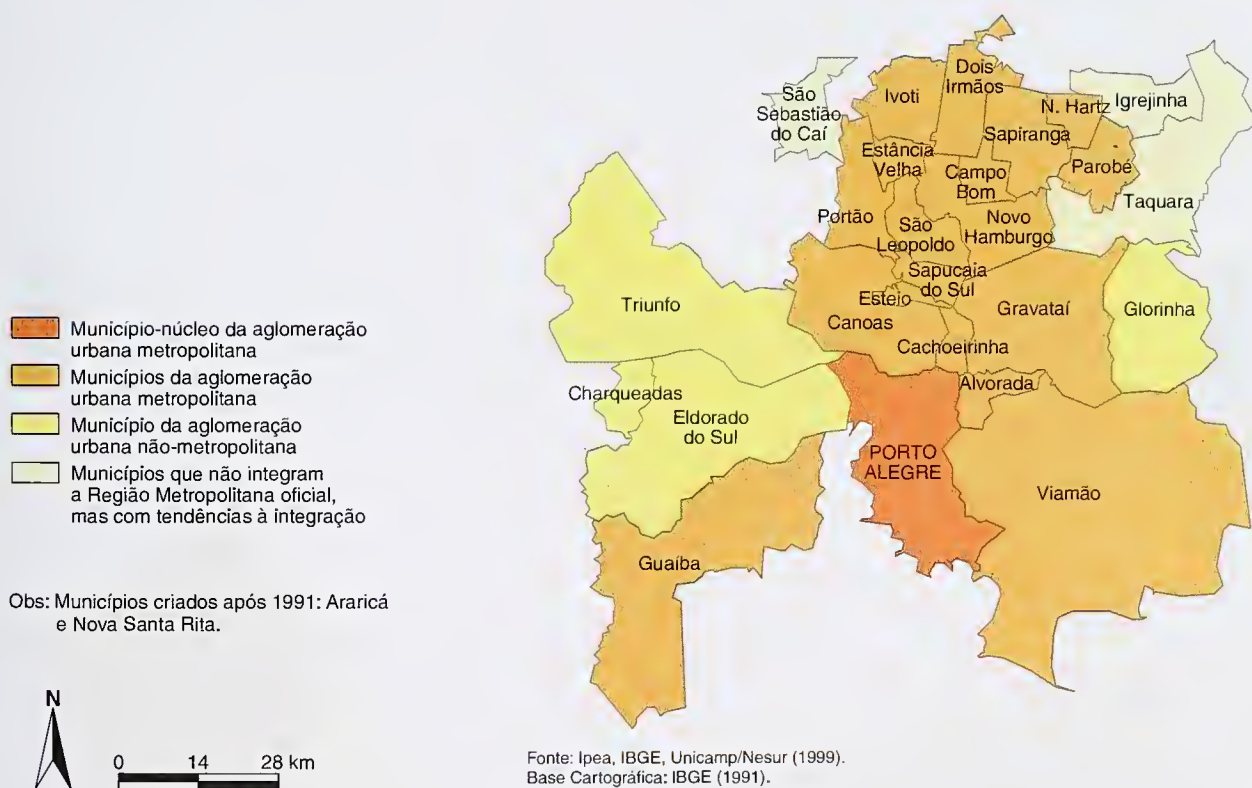 São
Sebastião
do Caí
Ivoti
Dois
Irmãos
N. Hartz
Igrejinha
Sapiranga
Estância
Velha
Campo
Bom
Parobé
Taquara
Portão
São
Leopoldo
Novo
Hamburgo
Sapucaia
do Sul
Triunfo
Esteio
Canoas
Gravataí
Glorinha
Cachoeirinha
Charqueadas
Eldorado
do Sul
Alvorada
PORTO
ALEGRE
Viamão
Guaíba
Município-núcleo da aglomeração
urbana metropolitana
Municípios da aglomeração
urbana metropolitana
Município da aglomeração
urbana não-metropolitana
Municípios que não integram
a Região Metropolitana oficial,
mas com tendências à integração
Obs: Municípios criados após 1991: Araricá
e Nova Santa Rita.
N
0 14 28 km
Fonte: Ipea, IBGE, Unicamp/Nesur (1999).
Base Cartográfica: IBGE (1991).